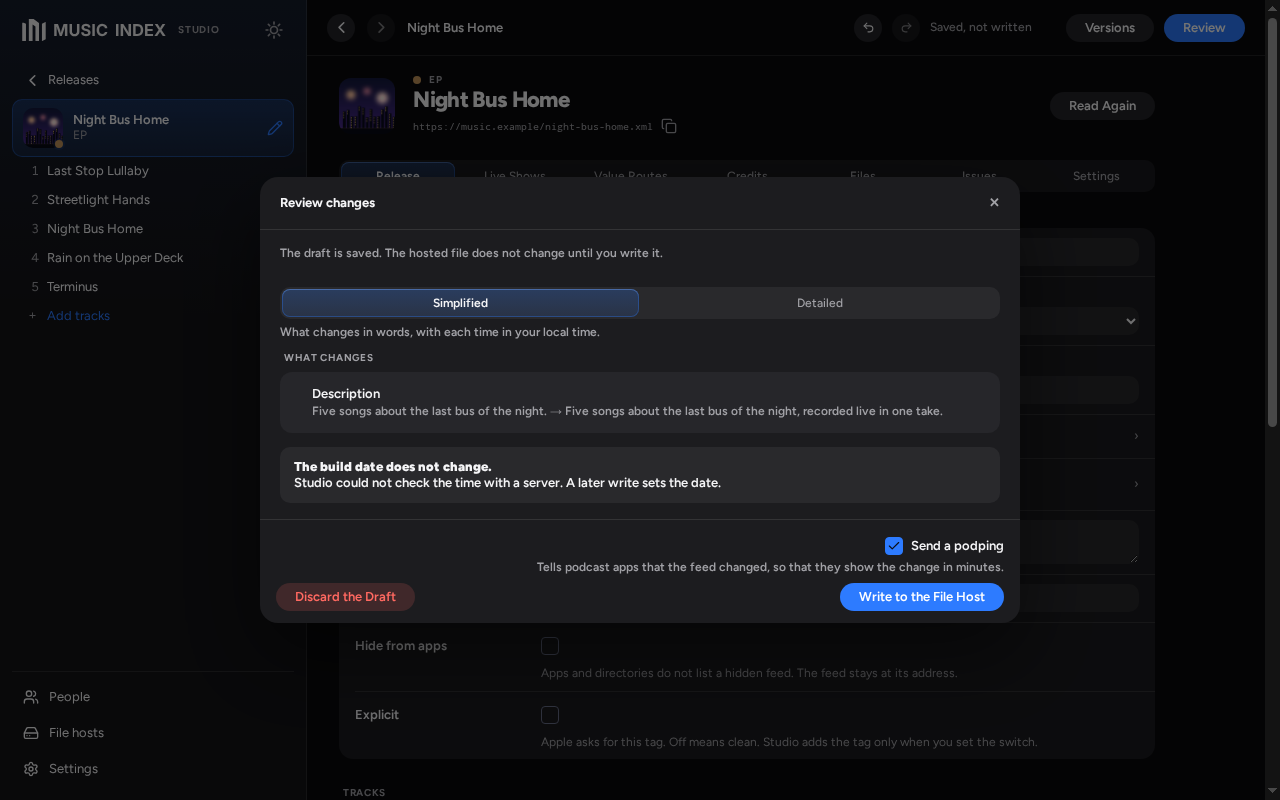 MUSIC INDEX STUDIO
Releases
Night Bus Home
EP
1 Last Stop Lullaby
2 Streetlight Hands
3 Night Bus Home
4 Rain on the Upper Deck
5 Terminus
+ Add tracks
People
File hosts
Settings
Night Bus Home
Saved, not written
Versions
Review
EP
Night Bus Home
https://music.example/night-bus-home.xml
Read Again
Release Live Shows Value Routes Credits Files Issues Settings
Review changes
The draft is saved. The hosted file does not change until you write it.
Simplified Detailed
What changes in words, with each time in your local time.
WHAT CHANGES
Description
Five songs about the last bus of the night. → Five songs about the last bus of the night, recorded live in one take.
The build date does not change.
Studio could not check the time with a server. A later write sets the date.
Send a podping
Tells podcast apps that the feed changed, so that they show the change in minutes.
Discard the Draft Write to the File Host
Hide from apps
Apps and directories do not list a hidden feed. The feed stays at its address.
Explicit
Apple asks for this tag. Off means clean. Studio adds the tag only when you set the switch.
TRACKS